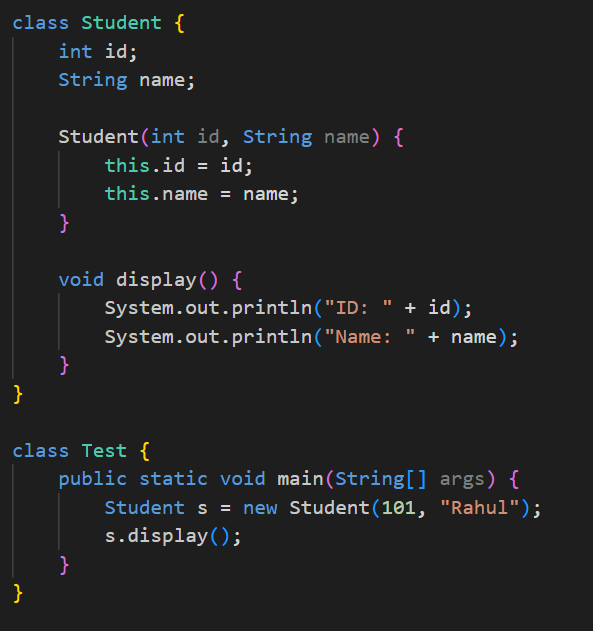 class Student {
    int id;
    String name;

    Student(int id, String name) {
        this.id = id;
        this.name = name;
    }

    void display() {
        System.out.println("ID: " + id);
        System.out.println("Name: " + name);
    }
}

class Test {
    public static void main(String[] args) {
        Student s = new Student(101, "Rahul");
        s.display();
    }
}